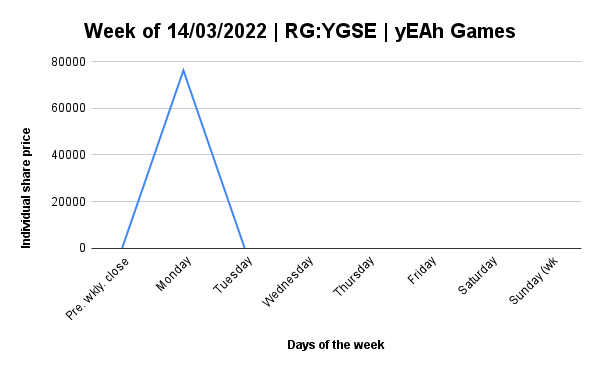 Week of 14/03/2022 | RG:YGSE | yEAh Games
Individual share price
80000
60000
40000
20000
0
Pre. wkly. close
Monday
Tuesday
Wednesday
Thursday
Friday
Saturday
Sunday (wk
Days of the week